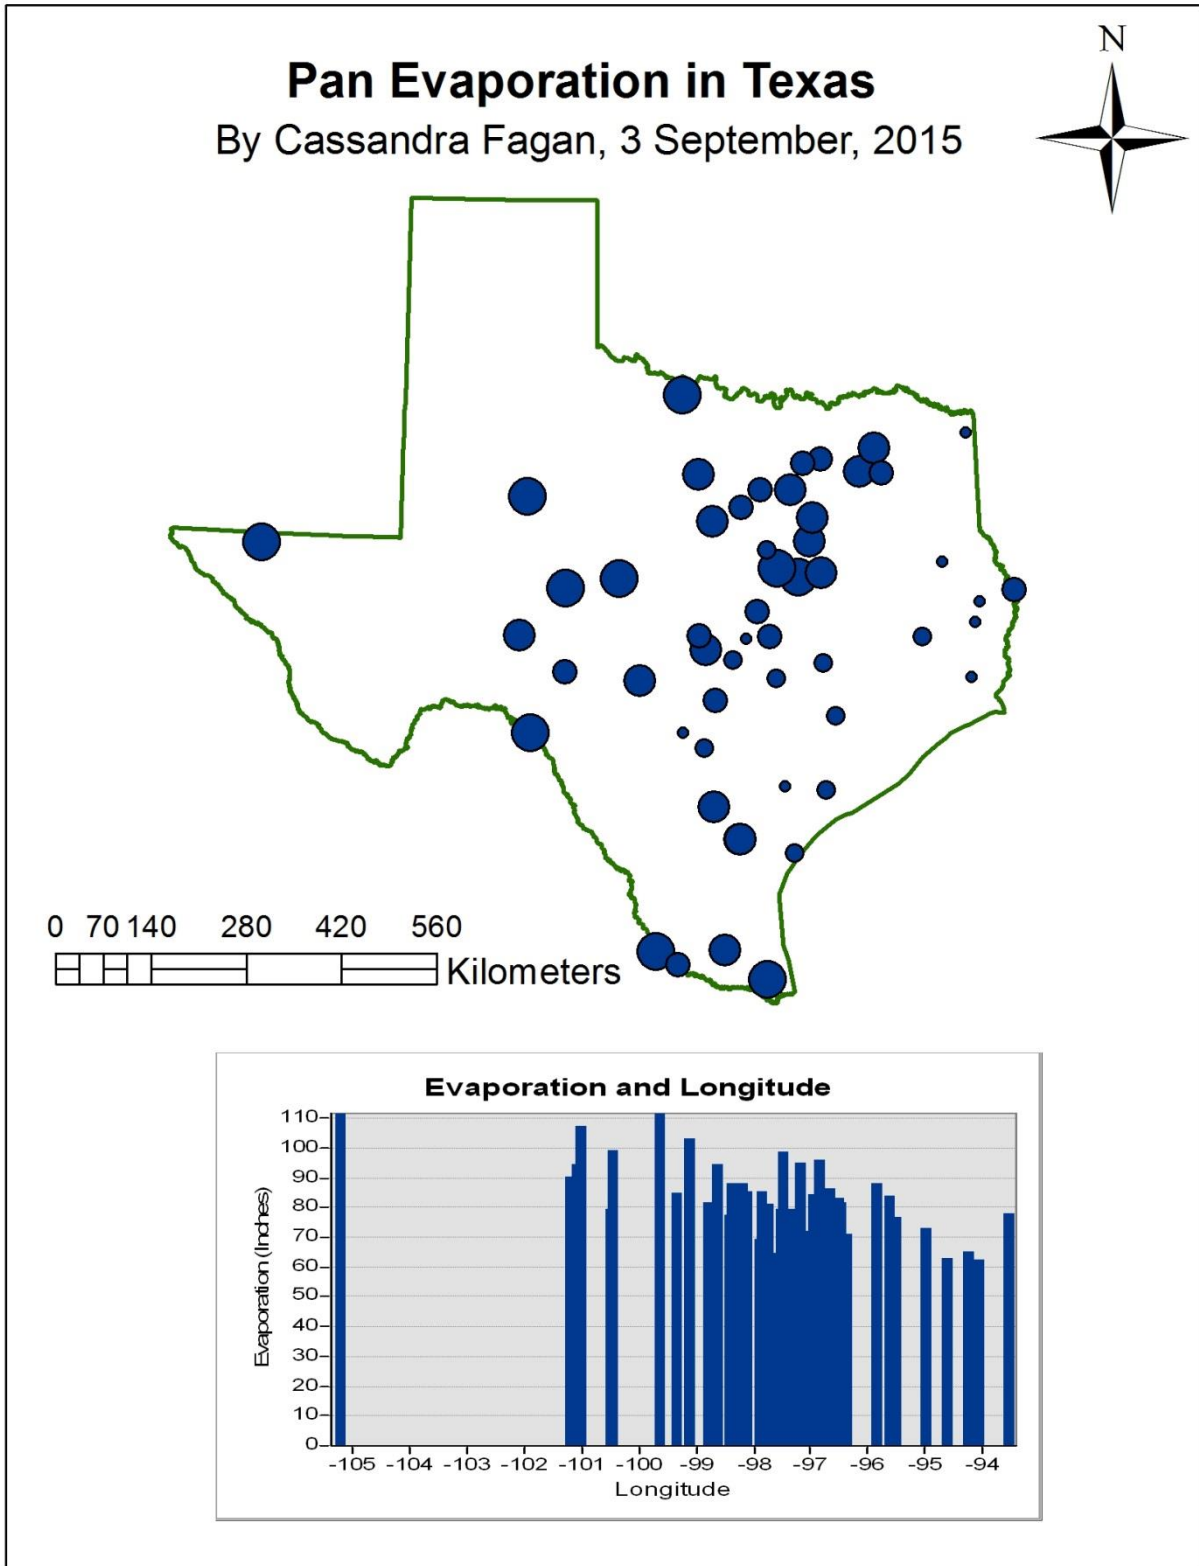 N
Pan Evaporation in Texas
By Cassandra Fagan, 3 September, 2015
0 70 140 280 420 560
Kilometers
Evaporation and Longitude
Evaporation (Inches)
110
100
90
80
70
60
50
40
30
20
10
0
-105 -104 -103 -102 -101 -100 -99 -98 -97 -96 -95 -94
Longitude